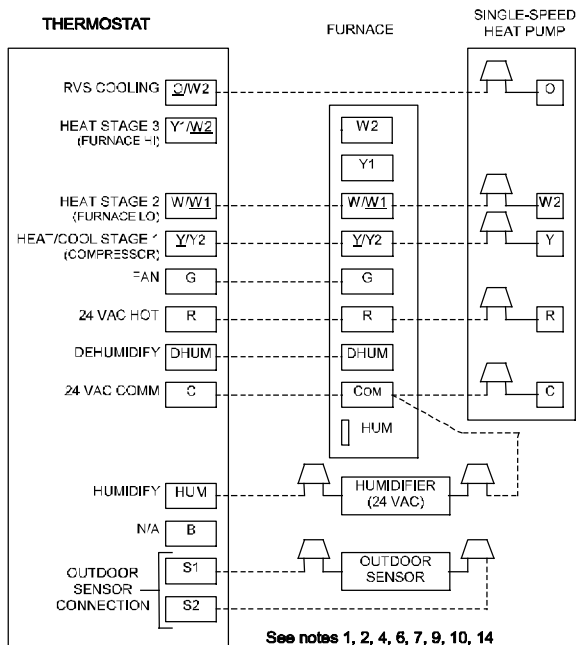 THERMOSTAT
FURNACE
SINGLE-SPEED
HEAT PUMP
RVS COOLING O/W2 O
HEAT STAGE 3 Y1/W2 W2
(FURNACE HI)
Y1
HEAT STAGE 2 W/W1 W/W1 W2
(FURNACE LO)
HEAT/COOL STAGE 1 Y/Y2 Y/Y2 Y
(COMPRESSOR)
FAN G G
24 VAC HOT R R R
DEHUMIDIFY DHUM DHUM
24 VAC COMM C COM C
HUM
HUMIDIFY HUM HUMIDIFIER
(24 VAC)
N/A B
OUTDOOR
SENSOR
CONNECTION
S1 OUTDOOR
SENSOR
S2
See notes 1, 2, 4, 6, 7, 9, 10, 14